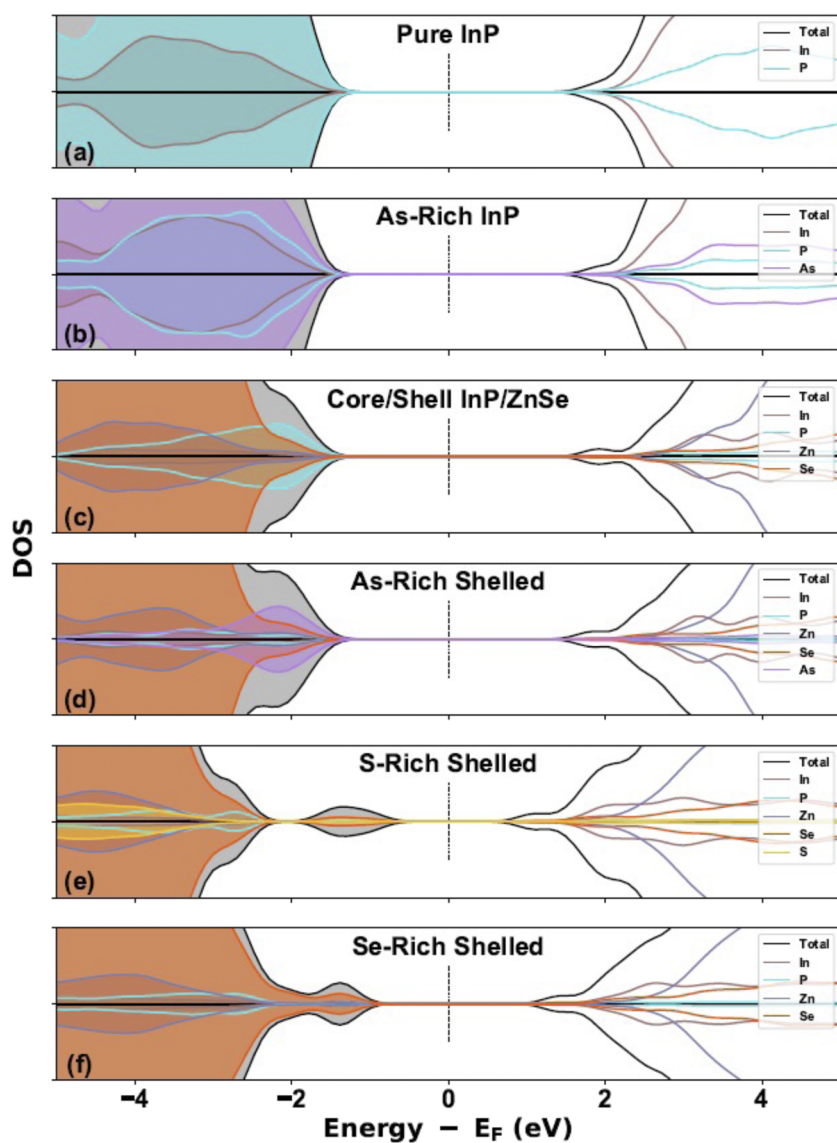 Pure InP
Total
In
P
(a)
As-Rich InP
Total
In
P
As
(b)
Core/Shell InP/ZnSe
Total
In
P
Zn
Se
(c)
DOS
As-Rich Shelled
Total
In
P
Zn
Se
As
(d)
S-Rich Shelled
Total
In
P
Zn
Se
S
(e)
Se-Rich Shelled
Total
In
P
Zn
Se
(f)
−4 −2 0 2 4
Energy − E_F (eV)